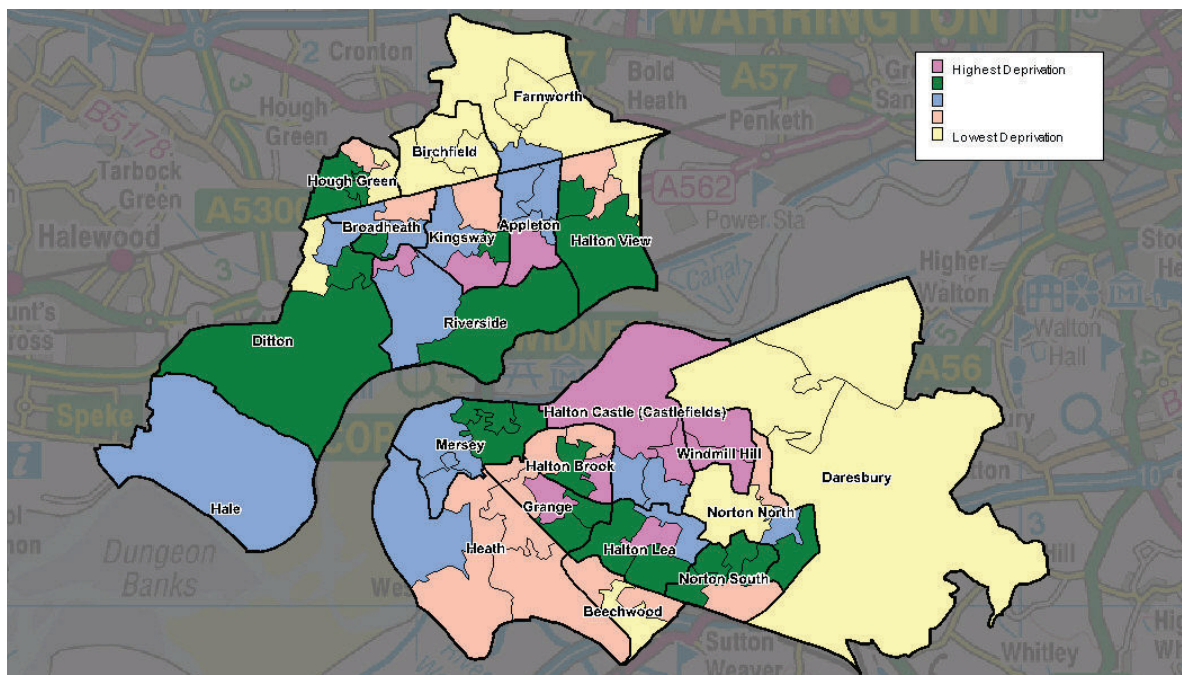 WARRINGTON
Cronton
Bold
Heath
A57
Farnworth
Hough
Green
Penketh
B5178
Birchfield
Tarbock
Green
Hough Green
A562
A5300
Power Sta
Broadheath
Kingsway
Appleton
Halton View
Halewood
Canal
Higher
Walton
Walton
Hall
Riverside
Ditton
A56
Speke
Halton Castle (Castlefields)
Mersey
Windmill Hill
Halton Brook
Daresbury
Hale
Grange
Norton North
Dungeon
Banks
Heath
Halton Lea
Norton South
Beechwood
Sutton
Weaver
Whitley
Highest Deprivation
Lowest Deprivation